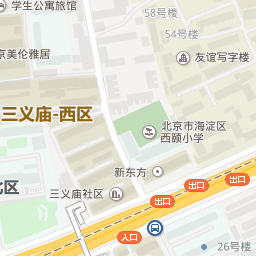 学生公寓旅馆
58号楼
54号楼
京美伦雅居
友谊写字楼
三义庙-西区
北京市海淀区
西颐小学
新东方
区
三义庙社区
出口
出口
出口
入口
26号楼